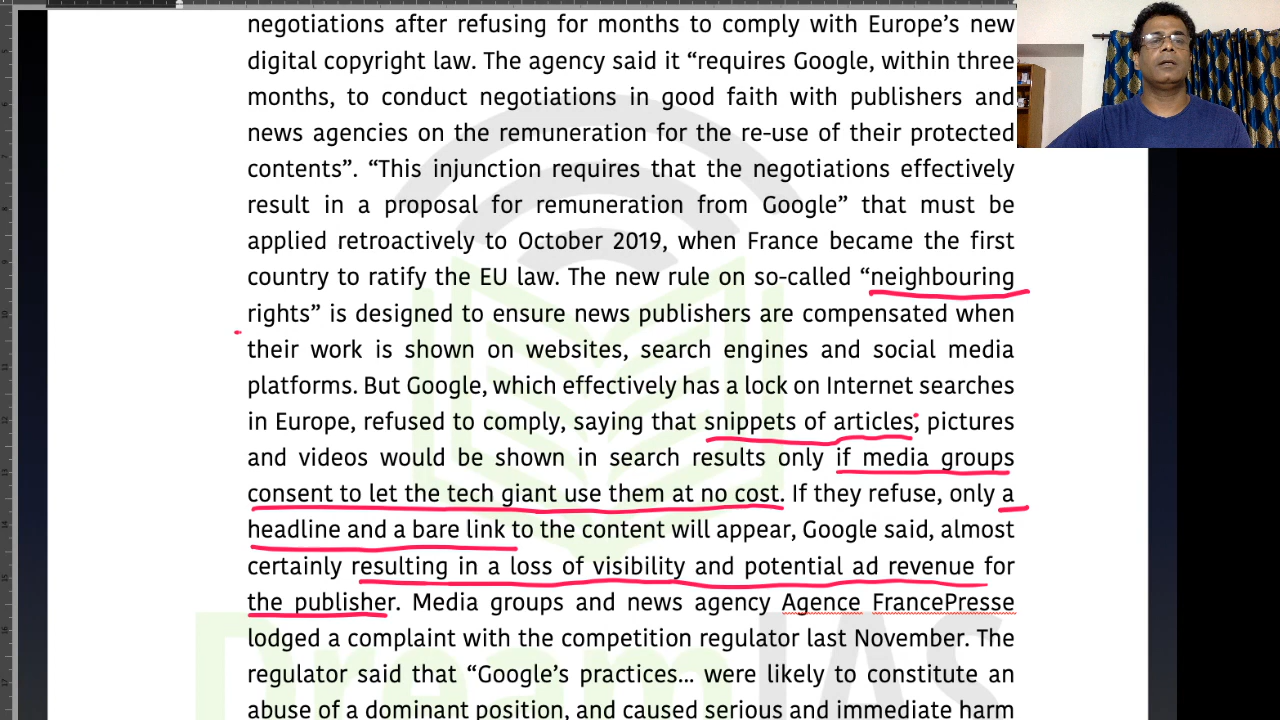 negotiations after refusing for months to comply with Europe’s new
digital copyright law. The agency said it “requires Google, within three
months, to conduct negotiations in good faith with publishers and
news agencies on the remuneration for the re-use of their protected
contents”. “This injunction requires that the negotiations effectively
result in a proposal for remuneration from Google” that must be
applied retroactively to October 2019, when France became the first
country to ratify the EU law. The new rule on so-called “neighbouring
rights” is designed to ensure news publishers are compensated when
their work is shown on websites, search engines and social media
platforms. But Google, which effectively has a lock on Internet searches
in Europe, refused to comply, saying that snippets of articles, pictures
and videos would be shown in search results only if media groups
consent to let the tech giant use them at no cost. If they refuse, only a
headline and a bare link to the content will appear, Google said, almost
certainly resulting in a loss of visibility and potential ad revenue for
the publisher. Media groups and news agency Agence FrancePresse
lodged a complaint with the competition regulator last November. The
regulator said that “Google’s practices... were likely to constitute an
abuse of a dominant position, and caused serious and immediate harm
DreamIAS